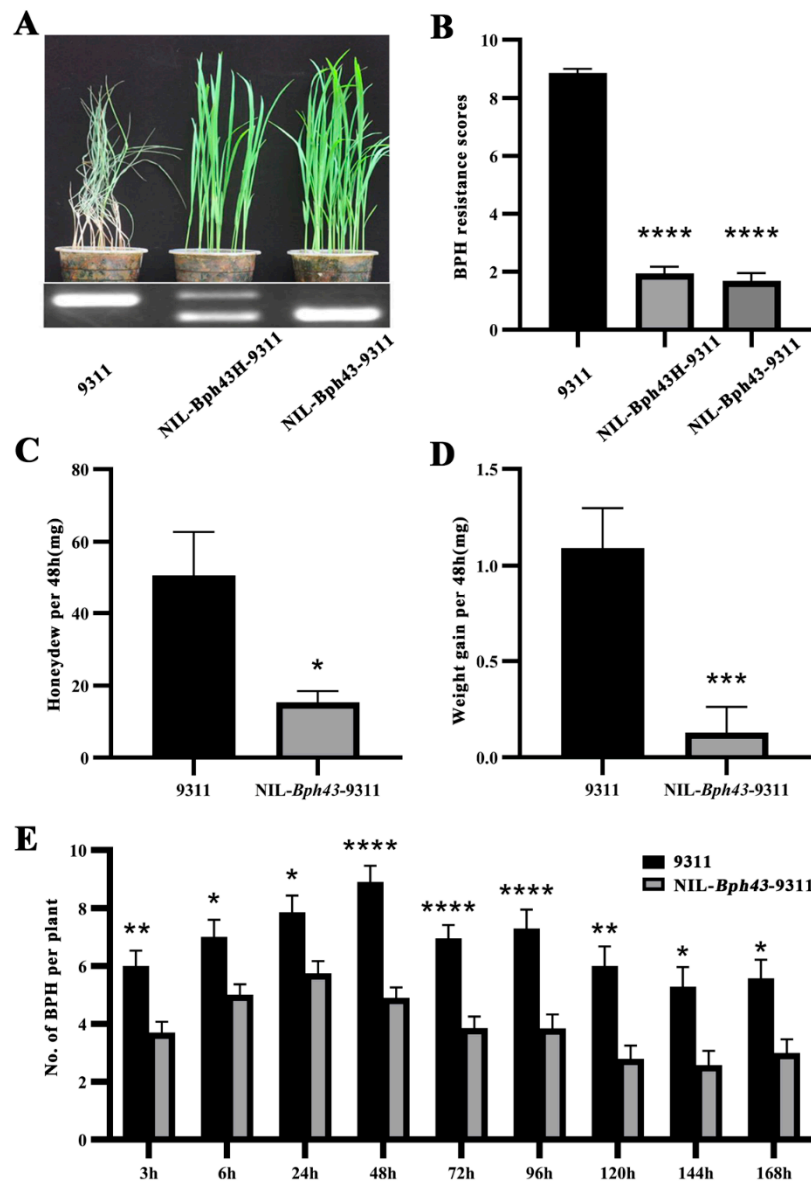 A
9311
NIL-Bph43H-9311
NIL-Bph43-9311
B
BPH resistance scores
10
8
6
4
2
0
****
****
9311
NIL-Bph43H-9311
NIL-Bph43-9311
C
Honeydew per 48h(mg)
80
60
40
20
0
*
9311
NIL-Bph43-9311
D
Weight gain per 48h(mg)
1.5
1.0
0.5
0.0
***
9311
NIL-Bph43-9311
E
No. of BPH per plant
10
8
6
4
2
0
**
*
*
****
****
****
**
*
*
9311
NIL-Bph43-9311
3h
6h
24h
48h
72h
96h
120h
144h
168h